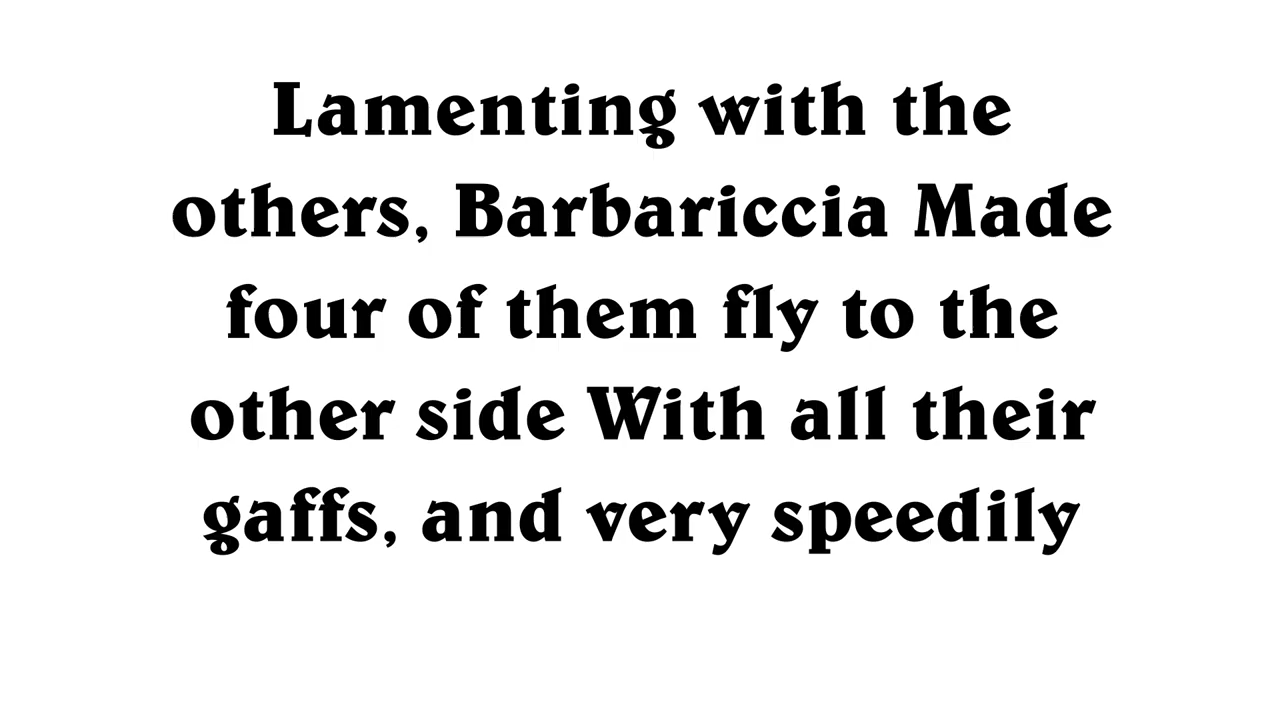 Lamenting with the
others, Barbariccia Made
four of them fly to the
other side With all their
gaffs, and very speedily